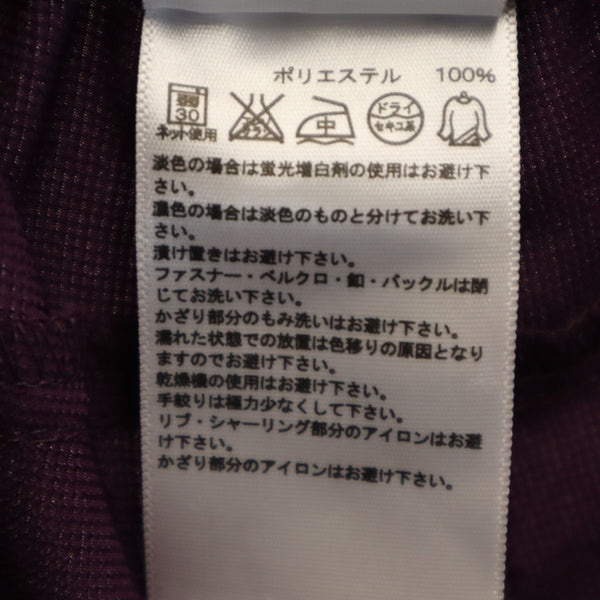 ポリエステル 100%
弱
30
中
ドライ
セキユ系
ネット使用
淡色の場合は蛍光増白剤の使用はお避け下
さい。
濃色の場合は淡色のものと分けてお洗い下
さい。
漬け置きはお避け下さい。
ファスナー・ベルクロ・釦・バックルは閉
じてお洗い下さい。
かざり部分のもみ洗いはお避け下さい。
濡れた状態での放置は色移りの原因となり
ますのでお避け下さい。
乾燥機の使用はお避け下さい。
手絞りは極力少なくして下さい。
リブ・シャーリング部分のアイロンはお避
け下さい。
かざり部分のアイロンはお避け下さい。